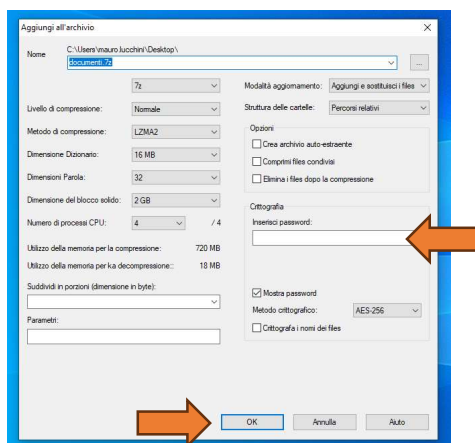 Aggiungi all'archivio
Nome
C:\Users\mauro.lucchini\Desktop\
documenti.7z
...
7z
Livello di compressione:
Normale
Metodo di compressione:
LZMA2
Dimensione Dizionario:
16 MB
Dimensioni Parola:
32
Dimensione del blocco solido:
2 GB
Numero di processi CPU:
4
/ 4
Utilizzo della memoria per la compressione:
720 MB
Utilizzo della memoria per ka decompressione::
18 MB
Suddividi in porzioni (dimensione in byte):
Parametri:
Modalità aggiornamento:
Aggiungi e sostituisci i files
Struttura delle cartelle:
Percorsi relativi
Opzioni
Crea archivio auto-estraente
Comprimi files condivisi
Elimina i files dopo la compressione
Crittografia
Inserisci password:
Mostra password
Metodo crittografico:
AES-256
Crittografa i nomi dei files
OK
Annulla
Aiuto